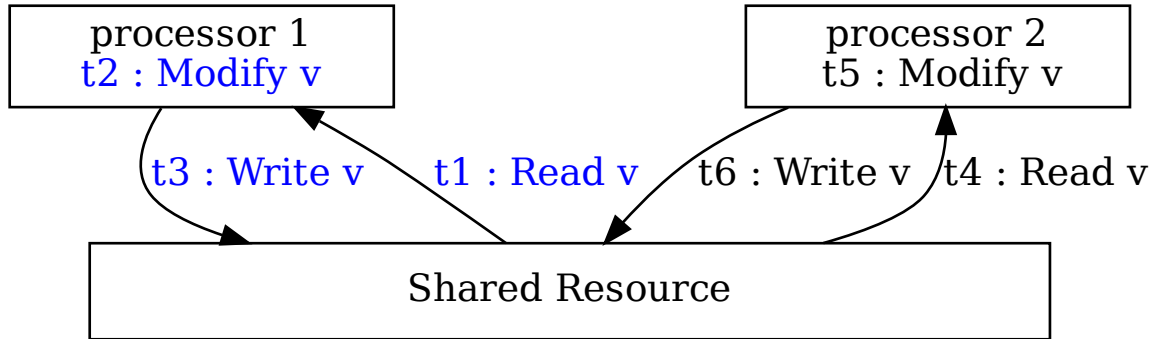 processor 1
t2 : Modify v
processor 2
t5 : Modify v
t3 : Write v
t1 : Read v
t6 : Write v
t4 : Read v
Shared Resource